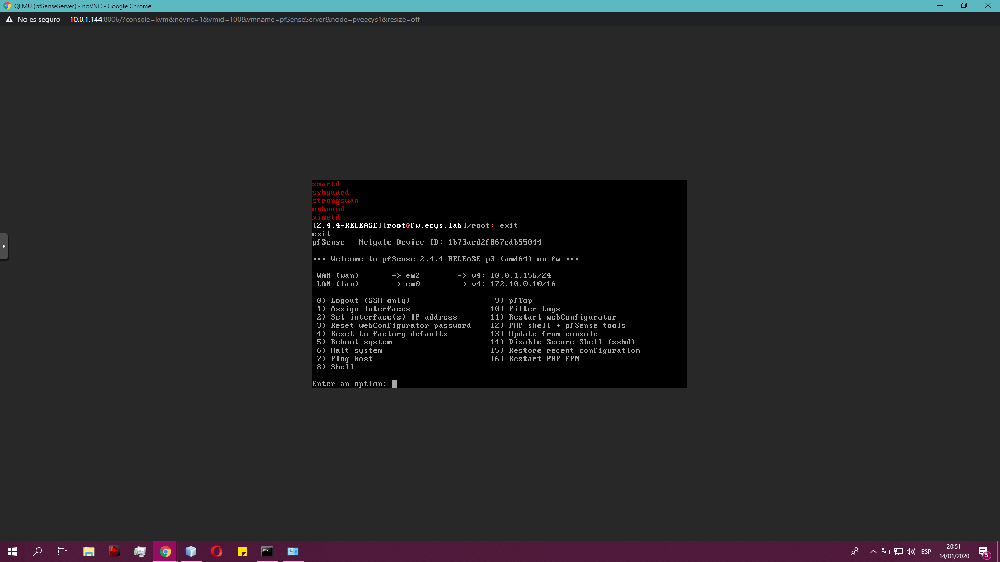 QEMU (pfSenseServer) - noVNC - Google Chrome
No es seguro | 10.0.1.144:8006/?console=kvm&novnc=1&vmid=100&vmname=pfSenseServer&node=pveecys1&resize=off
smartd
sshguard
strongswan
unbound
xinetd
[2.4.4-RELEASE][root@fw.ecys.lab]/root: exit
exit
pfSense - Netgate Device ID: 1b73aed2f867edb55044
*** Welcome to pfSense 2.4.4-RELEASE-p3 (amd64) on fw ***
WAN (wan) -> em2 -> v4: 10.0.1.156/24
LAN (lan) -> em0 -> v4: 172.10.0.10/16
0) Logout (SSH only) 9) pfTop
1) Assign Interfaces 10) Filter Logs
2) Set interface(s) IP address 11) Restart webConfigurator
3) Reset webConfigurator password 12) PHP shell + pfSense tools
4) Reset to factory defaults 13) Update from console
5) Reboot system 14) Disable Secure Shell (sshd)
6) Halt system 15) Restore recent configuration
7) Ping host 16) Restart PHP-FPM
8) Shell
Enter an option:
ESP
20:51
14/01/2020
5